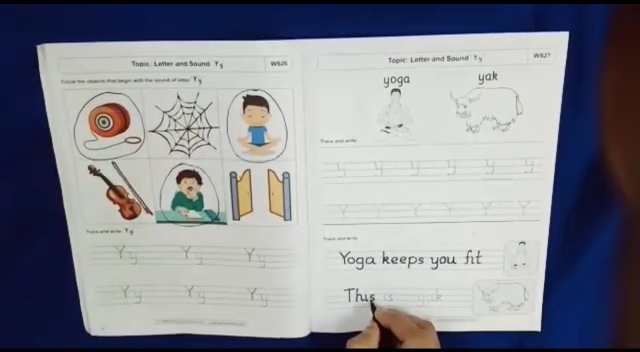 Topic: Letter and Sound Yy WS26
Circle the objects that begin with the sound of letter Yy
Trace and write Yy
Yy Yy Yy
Yy Yy Yy
Topic: Letter and Sound Yy WS27
yoga yak
Trace and write
y y y y y y
Y Y Y Y Y Y
Trace and write
Yoga keeps you fit
This is yak